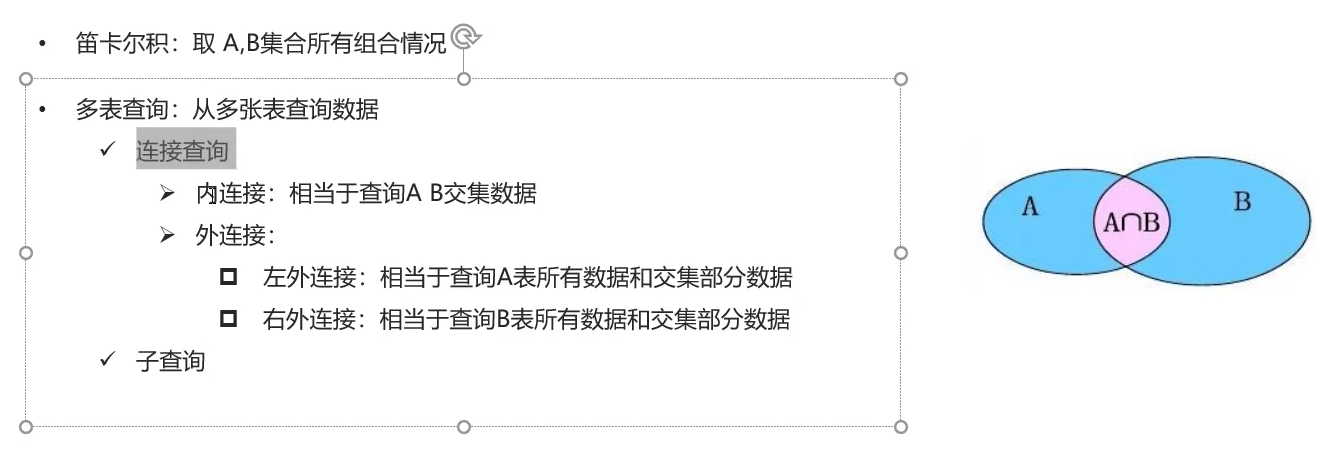 笛卡尔积：取 A,B集合所有组合情况
多表查询：从多张表查询数据
连接查询
内连接：相当于查询A B交集数据
外连接：
左外连接：相当于查询A表所有数据和交集部分数据
右外连接：相当于查询B表所有数据和交集部分数据
子查询
A
A∩B
B